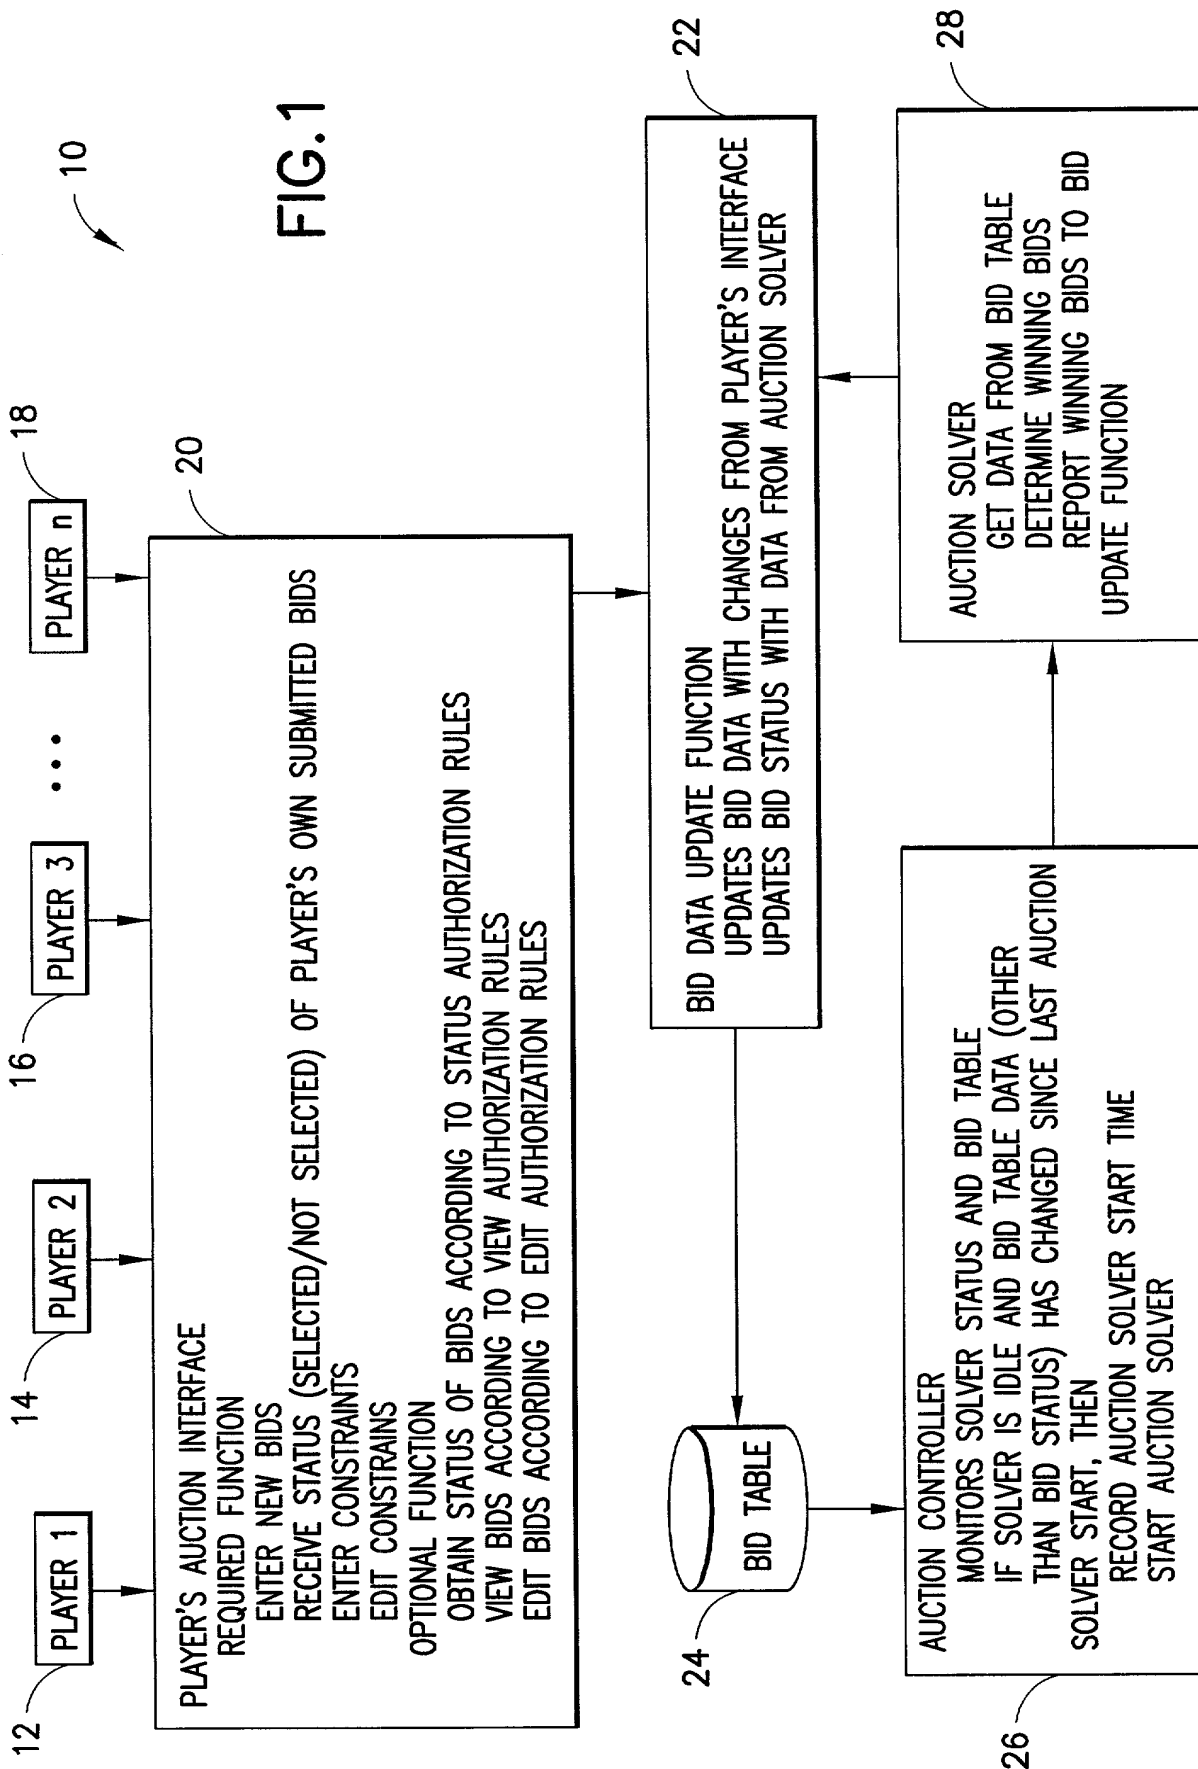 FIG.1
10
12
PLAYER 1
14
PLAYER 2
16
PLAYER 3
• • •
18
PLAYER n
20
PLAYER'S AUCTION INTERFACE
REQUIRED FUNCTION
ENTER NEW BIDS
RECEIVE STATUS (SELECTED/NOT SELECTED) OF PLAYER'S OWN SUBMITTED BIDS
ENTER CONSTRAINTS
EDIT CONSTRAINS
OPTIONAL FUNCTION
OBTAIN STATUS OF BIDS ACCORDING TO STATUS AUTHORIZATION RULES
VIEW BIDS ACCORDING TO VIEW AUTHORIZATION RULES
EDIT BIDS ACCORDING TO EDIT AUTHORIZATION RULES
22
BID DATA UPDATE FUNCTION
UPDATES BID DATA WITH CHANGES FROM PLAYER'S INTERFACE
UPDATES BID STATUS WITH DATA FROM AUCTION SOLVER
24
BID TABLE
26
AUCTION CONTROLLER
MONITORS SOLVER STATUS AND BID TABLE
IF SOLVER IS IDLE AND BID TABLE DATA (OTHER
THAN BID STATUS) HAS CHANGED SINCE LAST AUCTION
SOLVER START, THEN
RECORD AUCTION SOLVER START TIME
START AUCTION SOLVER
28
AUCTION SOLVER
GET DATA FROM BID TABLE
DETERMINE WINNING BIDS
REPORT WINNING BIDS TO BID
UPDATE FUNCTION